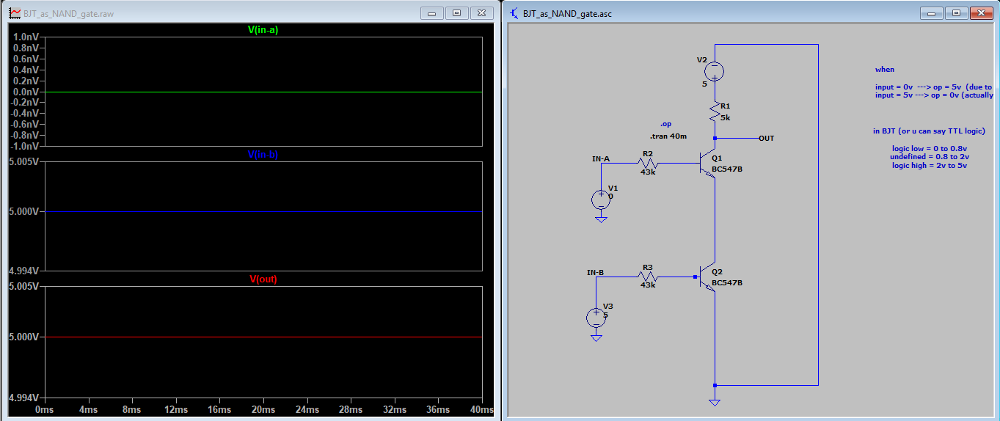 BJT_as_NAND_gate.raw
V(in-a)
1.0nV
0.8nV
0.6nV
0.4nV
0.2nV
0.0nV
-0.2nV
-0.4nV
-0.6nV
-0.8nV
-1.0nV
V(in-b)
5.005V
5.000V
4.994V
V(out)
5.005V
5.000V
4.994V
0ms 4ms 8ms 12ms 16ms 20ms 24ms 28ms 32ms 36ms 40ms
BJT_as_NAND_gate.asc
V2
5
R1
5k
.op
.tran 40m
OUT
IN-A
R2
43k
Q1
BC547B
V1
0
IN-B
R3
43k
Q2
BC547B
V3
5
when
input = 0v ---> op = 5v (due to
input = 5v ---> op = 0v (actually
in BJT (or u can say TTL logic)
logic low = 0 to 0.8v
undefined = 0.8 to 2v
logic high = 2v to 5v